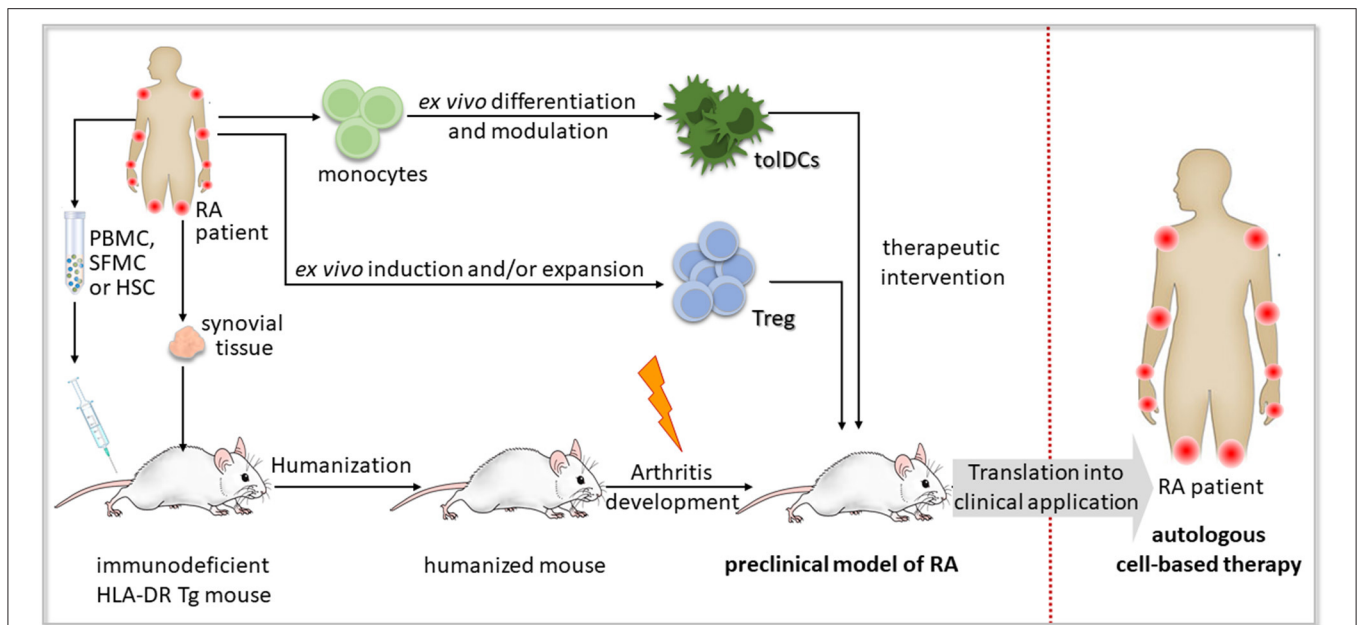 ex vivo differentiation
and modulation
monocytes
tolDCs
RA
patient
PBMC,
SFMC
or HSC
ex vivo induction and/or expansion
Treg
therapeutic
intervention
synovial
tissue
Humanization
Arthritis
development
Translation into
clinical application
immunodeficient
HLA-DR Tg mouse
humanized mouse
preclinical model of RA
RA patient
autologous
cell-based therapy